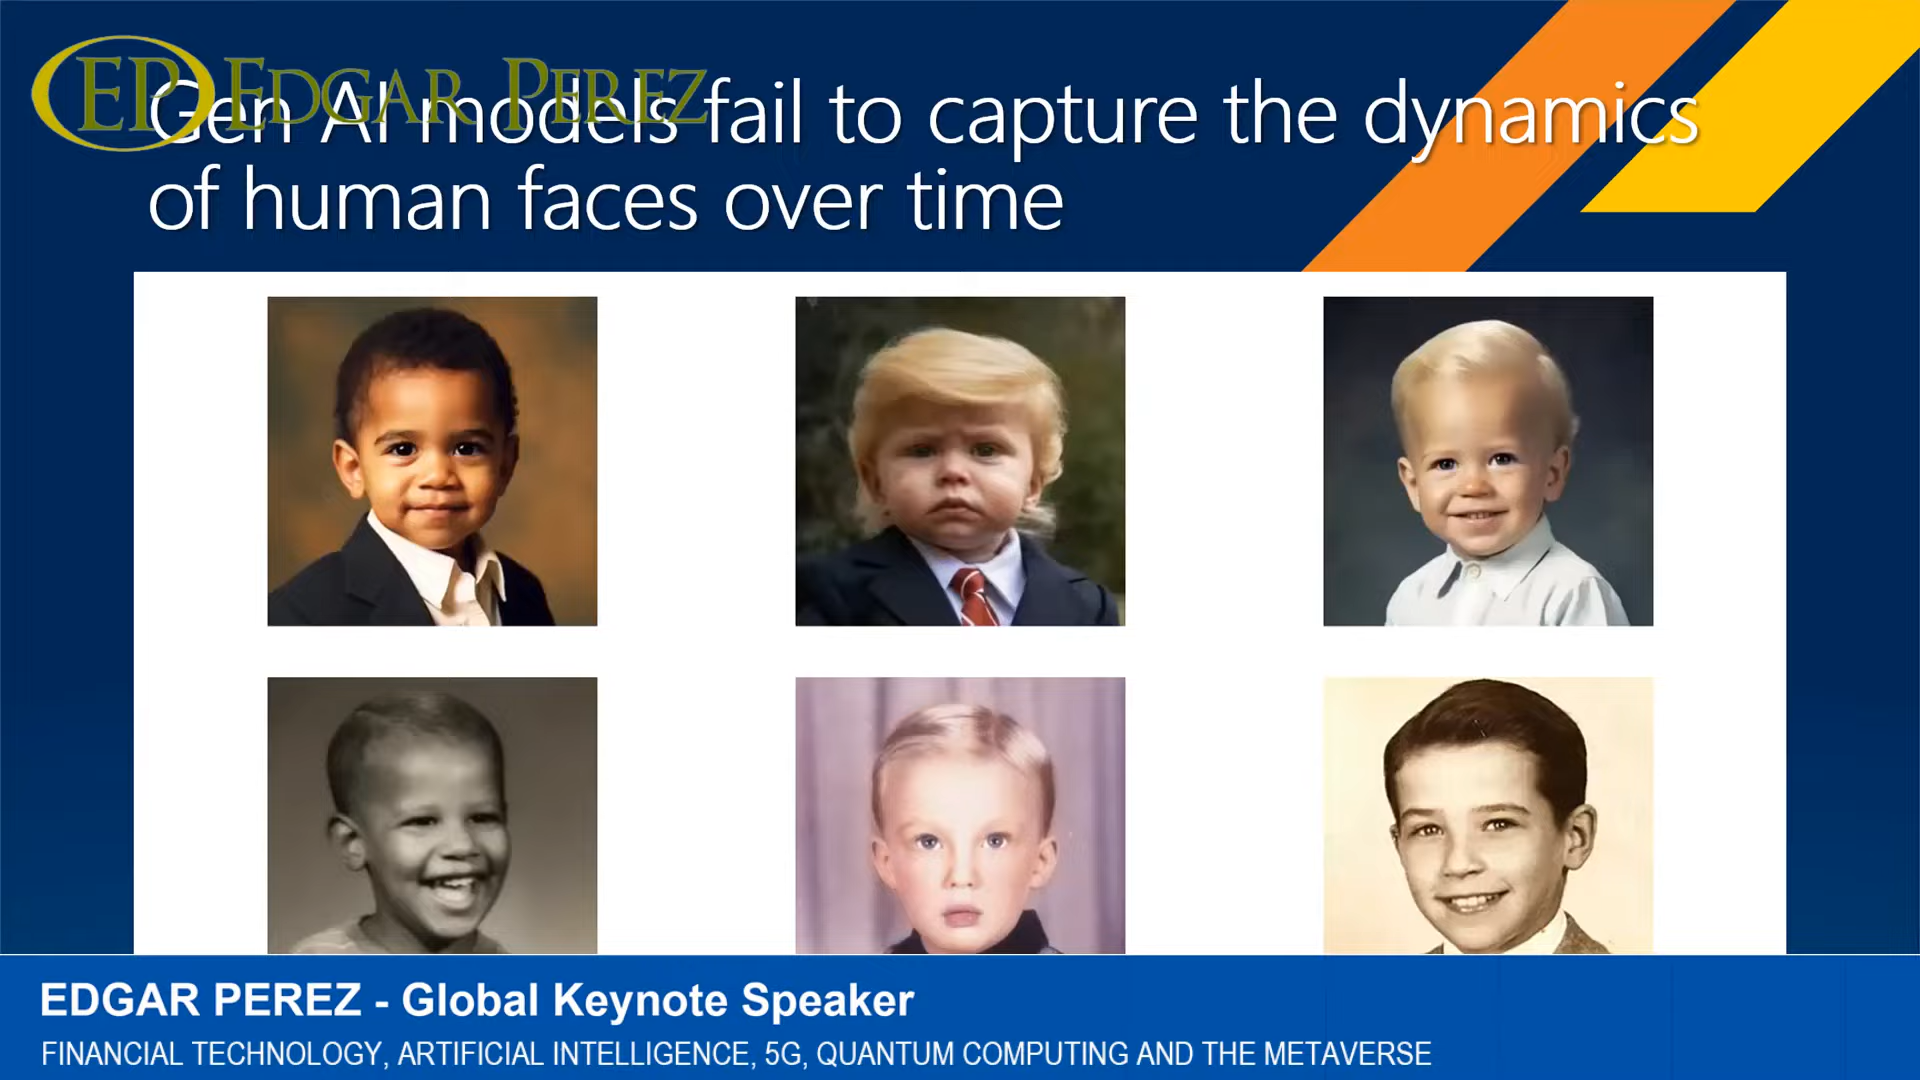 EP EDGAR PEREZ
Gen AI models fail to capture the dynamics
of human faces over time
EDGAR PEREZ - Global Keynote Speaker
FINANCIAL TECHNOLOGY, ARTIFICIAL INTELLIGENCE, 5G, QUANTUM COMPUTING AND THE METAVERSE